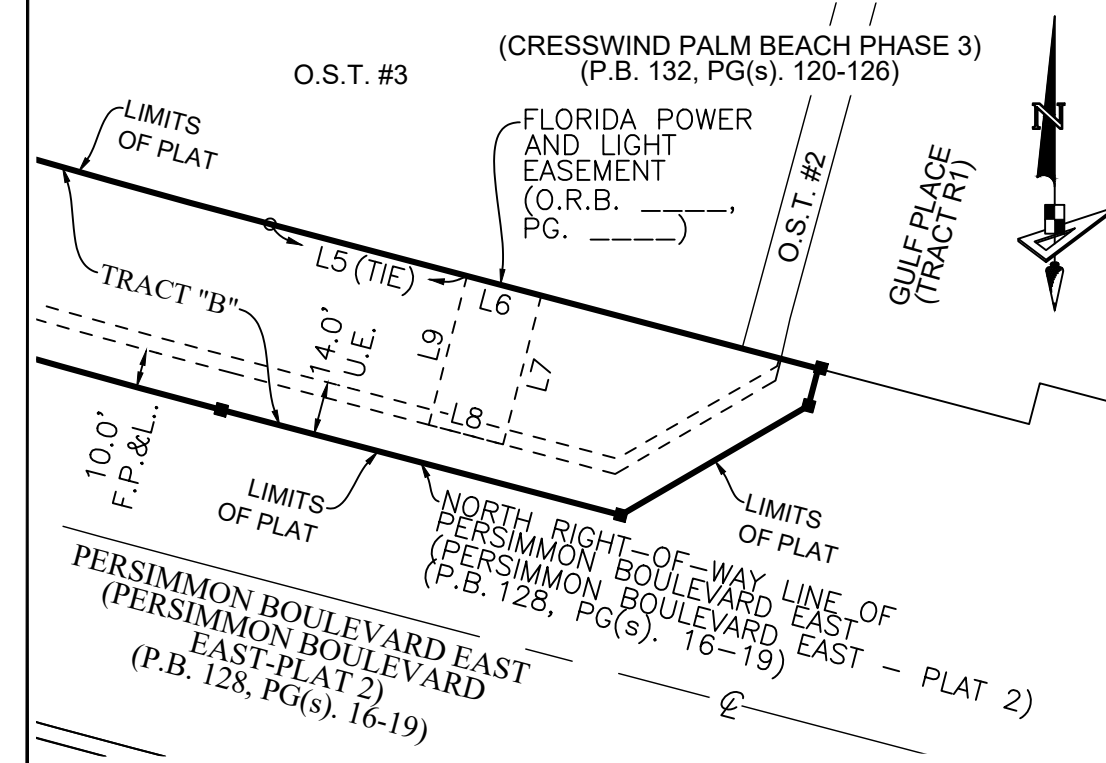 (CRESSWIND PALM BEACH PHASE 3)
(P.B. 132, PG(s). 120-126)
O.S.T. #3
LIMITS
OF PLAT
FLORIDA POWER
AND LIGHT
EASEMENT
(O.R.B. ____,
PG. ____)
O.S.T. #2
GULF PLACE
(TRACT R1)
N
L5 (TIE)
L6
TRACT "B"
L9
L7
14.0'
U.E.
L8
10.0'
F.P.&L..
LIMITS
OF PLAT
LIMITS
OF PLAT
NORTH RIGHT-OF-WAY LINE OF
PERSIMMON BOULEVARD EAST
(PERSIMMON BOULEVARD EAST - PLAT 2)
(P.B. 128, PG(s). 16-19)
PERSIMMON BOULEVARD EAST
(PERSIMMON BOULEVARD
EAST-PLAT 2)
(P.B. 128, PG(s). 16-19)
℄